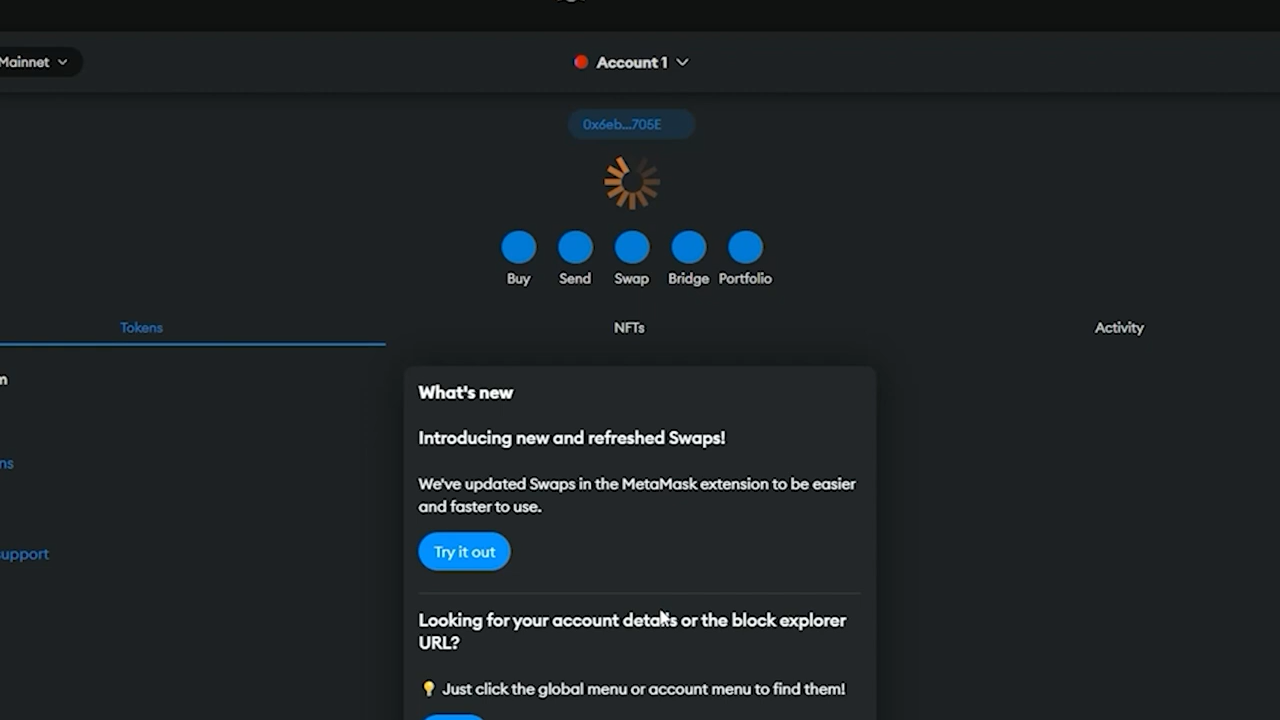 Mainnet
Account 1
0x6eb...705E
Buy
Send
Swap
Bridge
Portfolio
Tokens
NFTs
Activity
m
What's new
Introducing new and refreshed Swaps!
ns
We've updated Swaps in the MetaMask extension to be easier
and faster to use.
Try it out
support
Looking for your account details or the block explorer
URL?
💡 Just click the global menu or account menu to find them!